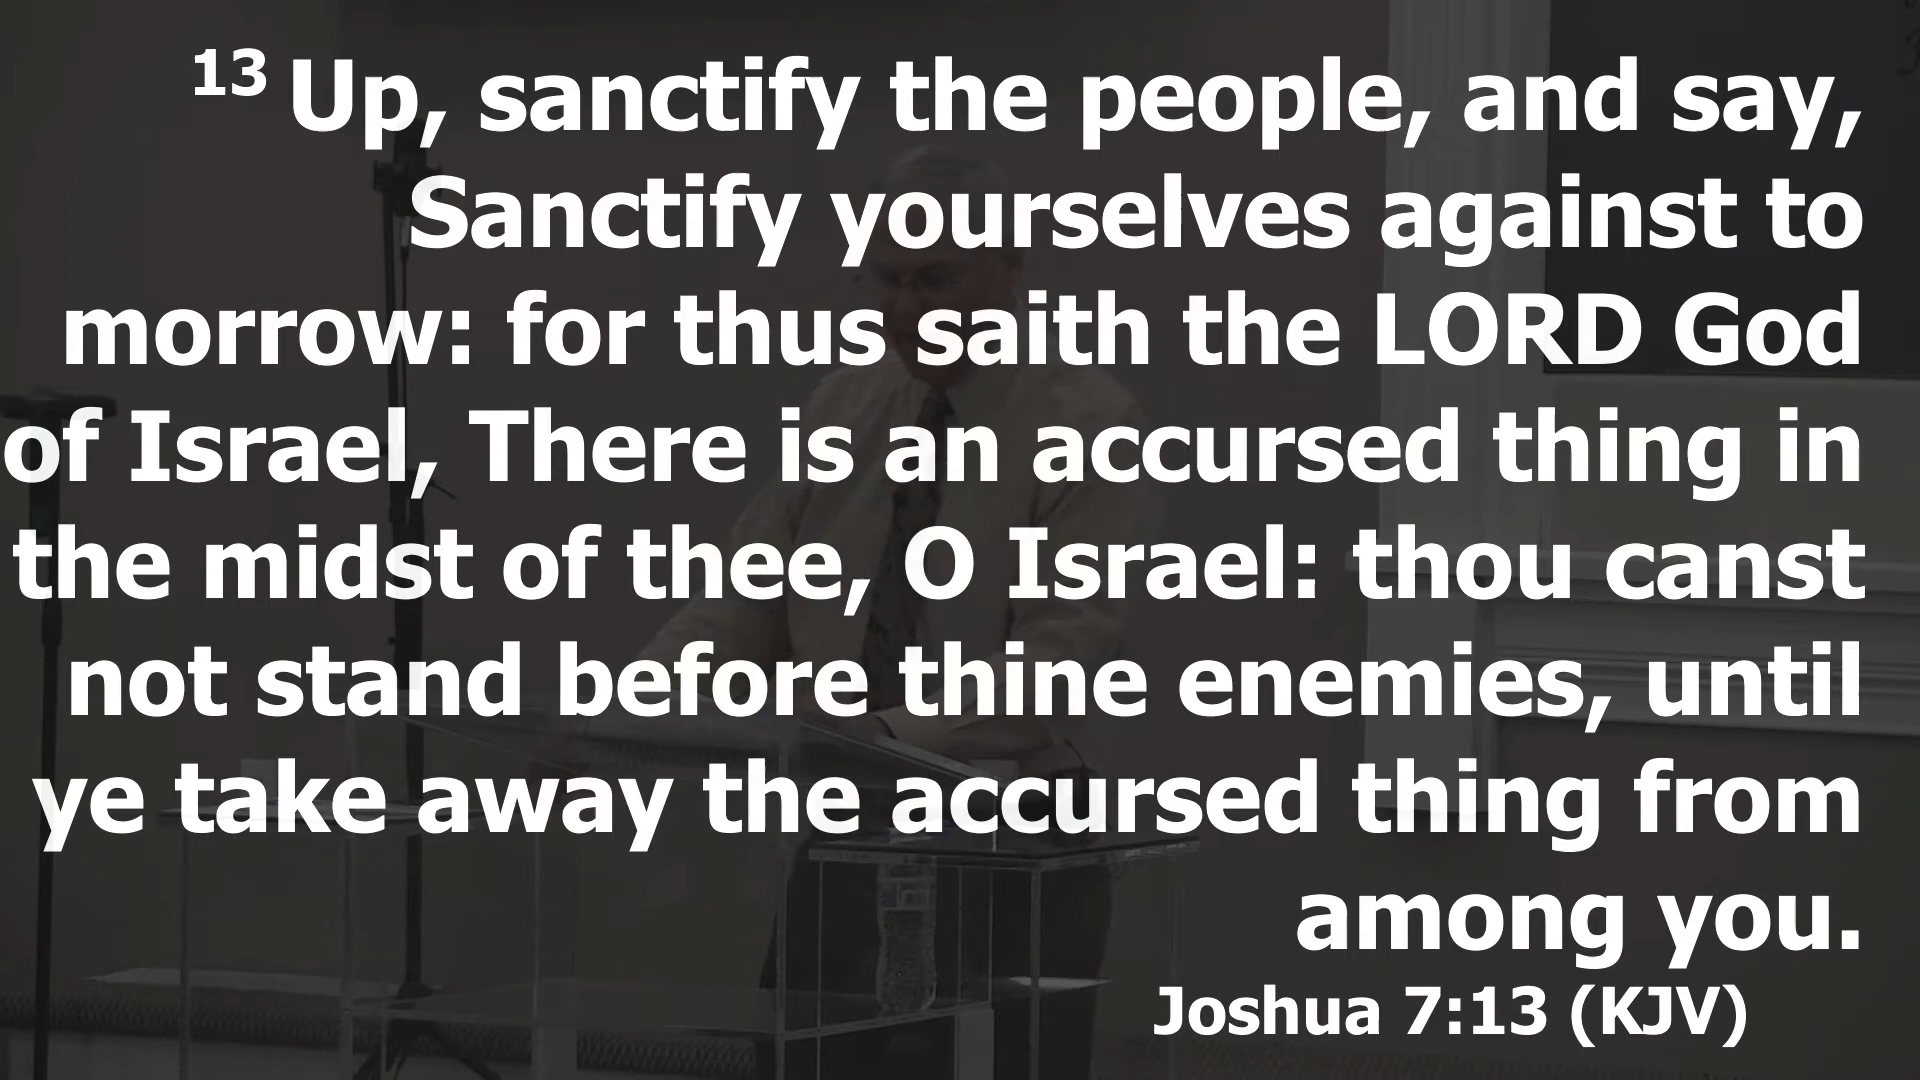 13 Up, sanctify the people, and say,
Sanctify yourselves against to
morrow: for thus saith the LORD God
of Israel, There is an accursed thing in
the midst of thee, O Israel: thou canst
not stand before thine enemies, until
ye take away the accursed thing from
among you.
Joshua 7:13 (KJV)